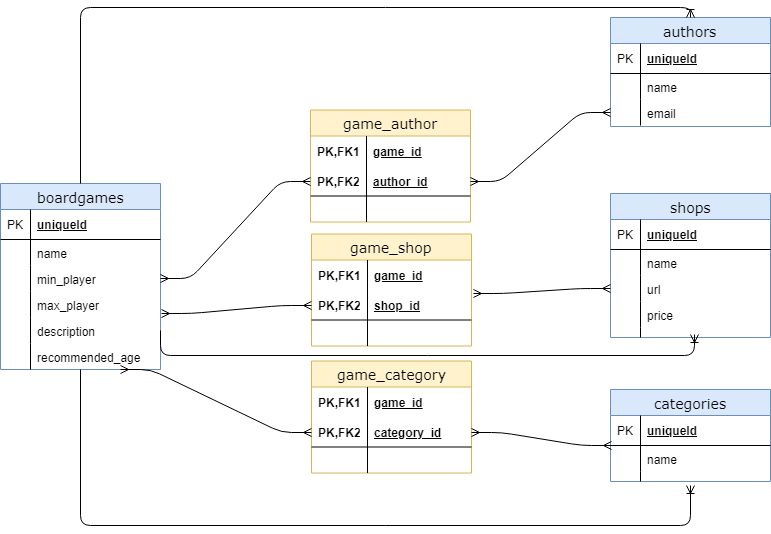 authors
PK uniqueId
name
email
game_author
PK,FK1 game_id
PK,FK2 author_id
boardgames
PK uniqueId
name
min_player
max_player
description
recommended_age
shops
PK uniqueId
name
url
price
game_shop
PK,FK1 game_id
PK,FK2 shop_id
game_category
PK,FK1 game_id
PK,FK2 category_id
categories
PK uniqueId
name